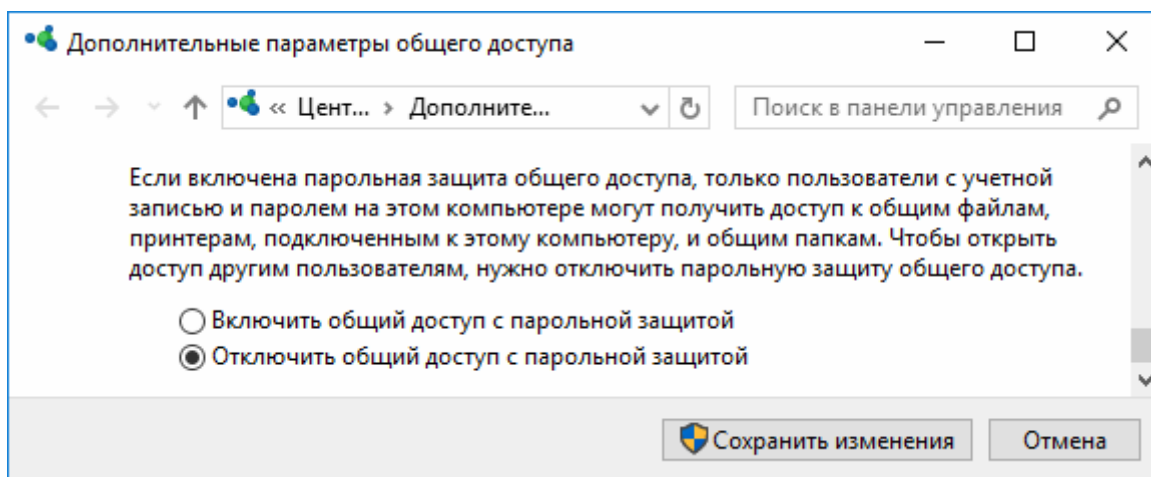 Дополнительные параметры общего доступа
« Цент... › Дополните...
Поиск в панели управления
Если включена парольная защита общего доступа, только пользователи с учетной
записью и паролем на этом компьютере могут получить доступ к общим файлам,
принтерам, подключенным к этому компьютеру, и общим папкам. Чтобы открыть
доступ другим пользователям, нужно отключить парольную защиту общего доступа.
Включить общий доступ с парольной защитой
Отключить общий доступ с парольной защитой
Сохранить изменения
Отмена